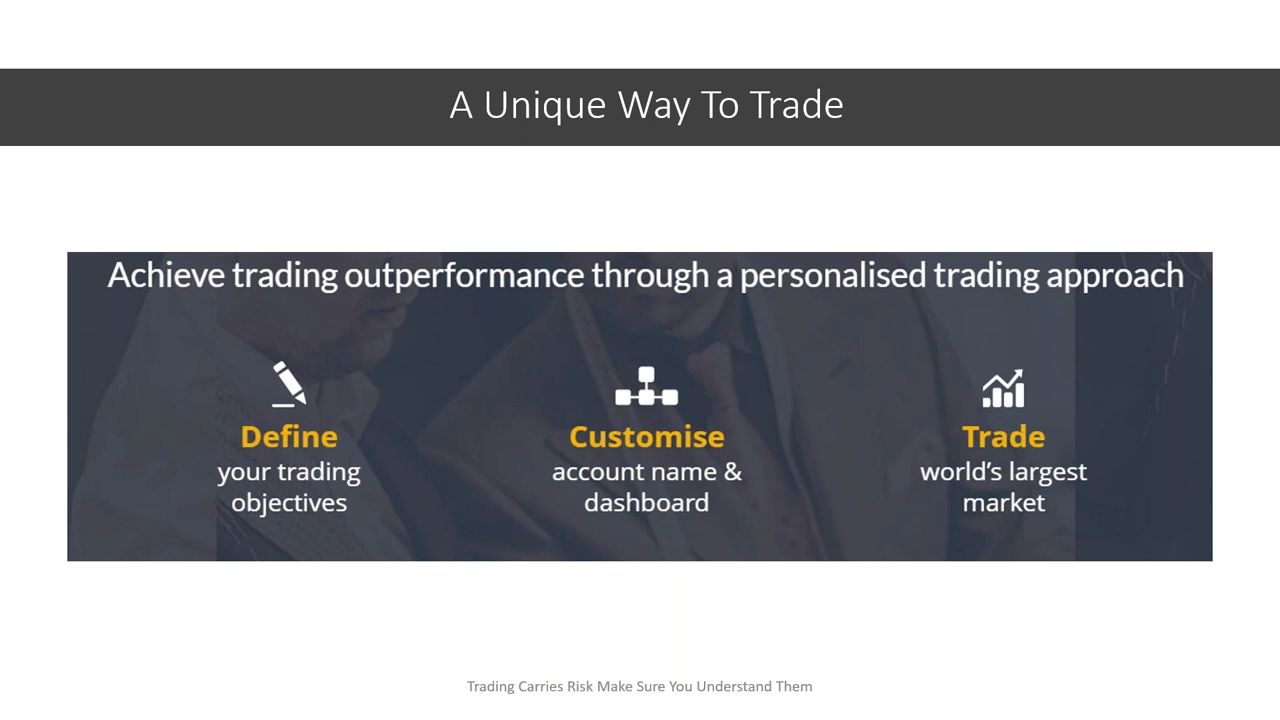 A Unique Way To Trade
Achieve trading outperformance through a personalised trading approach
Define
your trading
objectives
Customise
account name &
dashboard
Trade
world's largest
market
Trading Carries Risk Make Sure You Understand Them